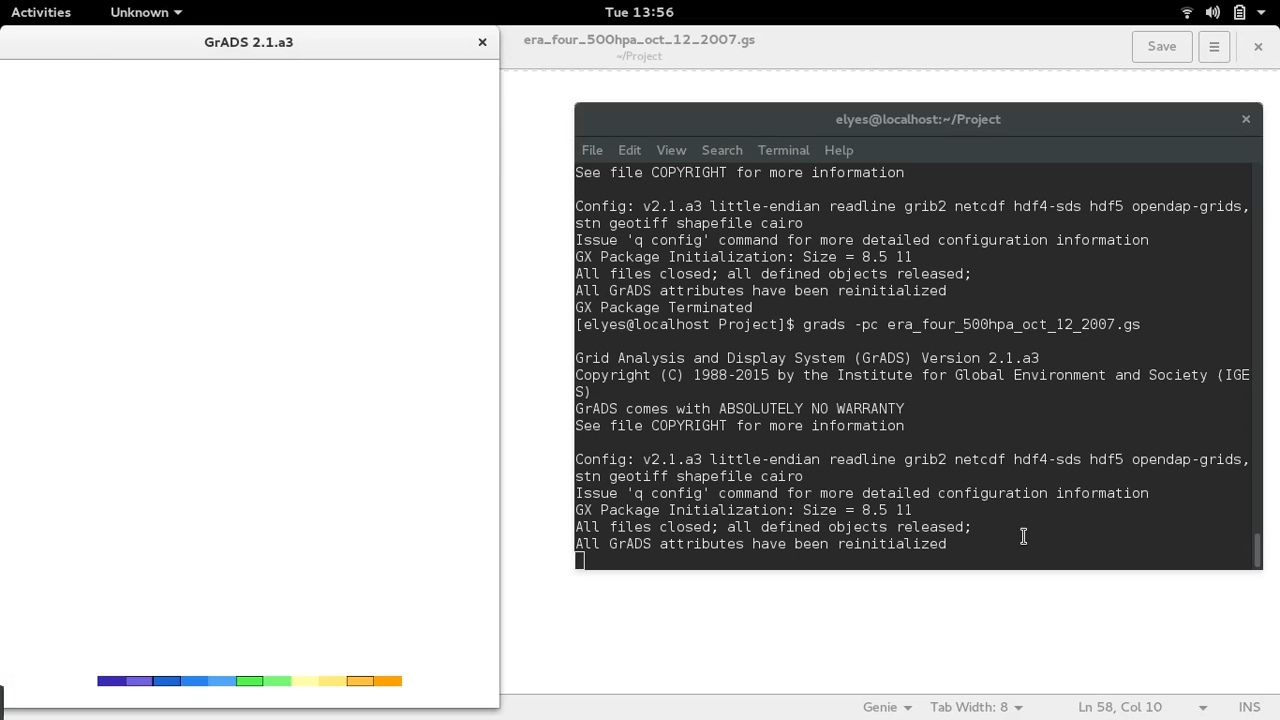 Activities Unknown Tue 13:56
GrADS 2.1.a3
era_four_500hpa_oct_12_2007.gs
~/Project
Save
elyes@localhost:~/Project
File Edit View Search Terminal Help
See file COPYRIGHT for more information
Config: v2.1.a3 little-endian readline grib2 netcdf hdf4-sds hdf5 opendap-grids,
stn geotiff shapefile cairo
Issue 'q config' command for more detailed configuration information
GX Package Initialization: Size = 8.5 11
All files closed; all defined objects released;
All GrADS attributes have been reinitialized
GX Package Terminated
[elyes@localhost Project]$ grads -pc era_four_500hpa_oct_12_2007.gs
Grid Analysis and Display System (GrADS) Version 2.1.a3
Copyright (C) 1988-2015 by the Institute for Global Environment and Society (IGE
S)
GrADS comes with ABSOLUTELY NO WARRANTY
See file COPYRIGHT for more information
Config: v2.1.a3 little-endian readline grib2 netcdf hdf4-sds hdf5 opendap-grids,
stn geotiff shapefile cairo
Issue 'q config' command for more detailed configuration information
GX Package Initialization: Size = 8.5 11
All files closed; all defined objects released;
All GrADS attributes have been reinitialized
Genie Tab Width: 8 Ln 58, Col 10 INS